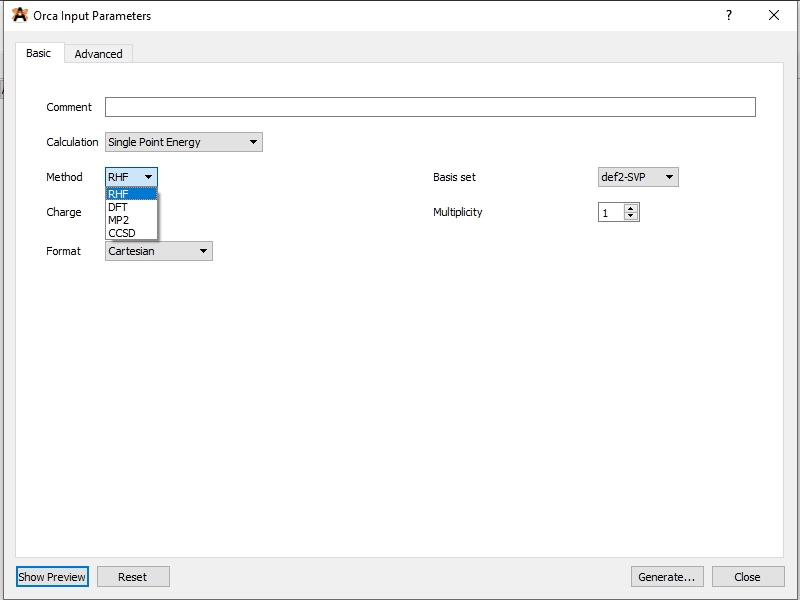 Orca Input Parameters
?
Basic
Advanced
Comment
Calculation Single Point Energy
Method RHF
Basis set def2-SVP
RHF
DFT
MP2
CCSD
Charge
Multiplicity 1
Format Cartesian
Show Preview
Reset
Generate...
Close